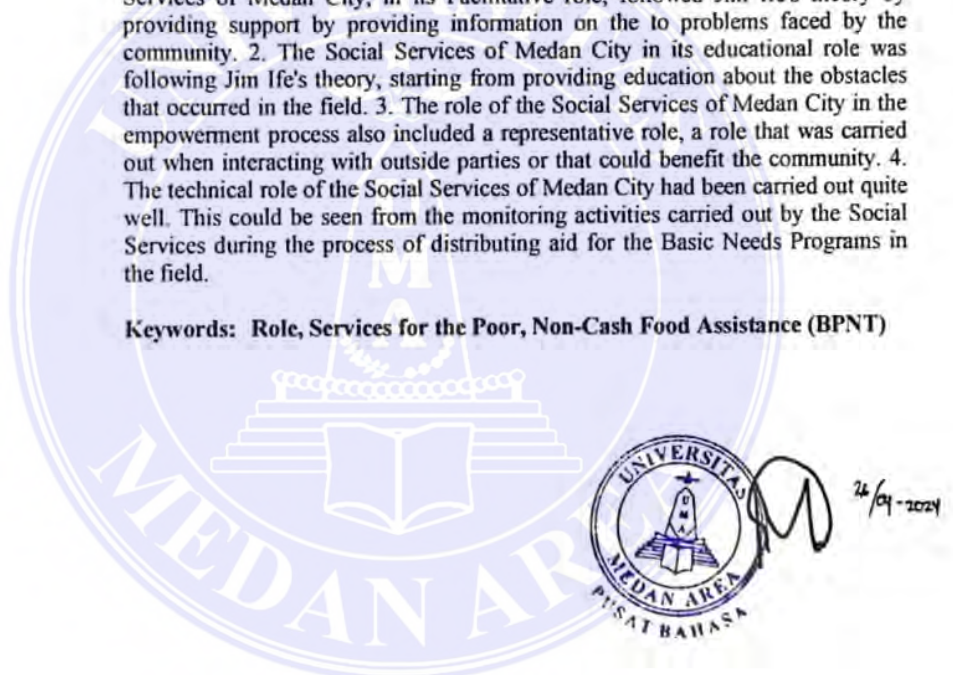 providing support by providing information on the to problems faced by the
community. 2. The Social Services of Medan City in its educational role was
following Jim Ife's theory, starting from providing education about the obstacles
that occurred in the field. 3. The role of the Social Services of Medan City in the
empowerment process also included a representative role, a role that was carried
out when interacting with outside parties or that could benefit the community. 4.
The technical role of the Social Services of Medan City had been carried out quite
well. This could be seen from the monitoring activities carried out by the Social
Services during the process of distributing aid for the Basic Needs Programs in
the field.
Keywords: Role, Services for the Poor, Non-Cash Food Assistance (BPNT)
UMA
MEDAN AREA
UNIVERSITAS
UMA
MEDAN AREA
PUSAT BAHASA